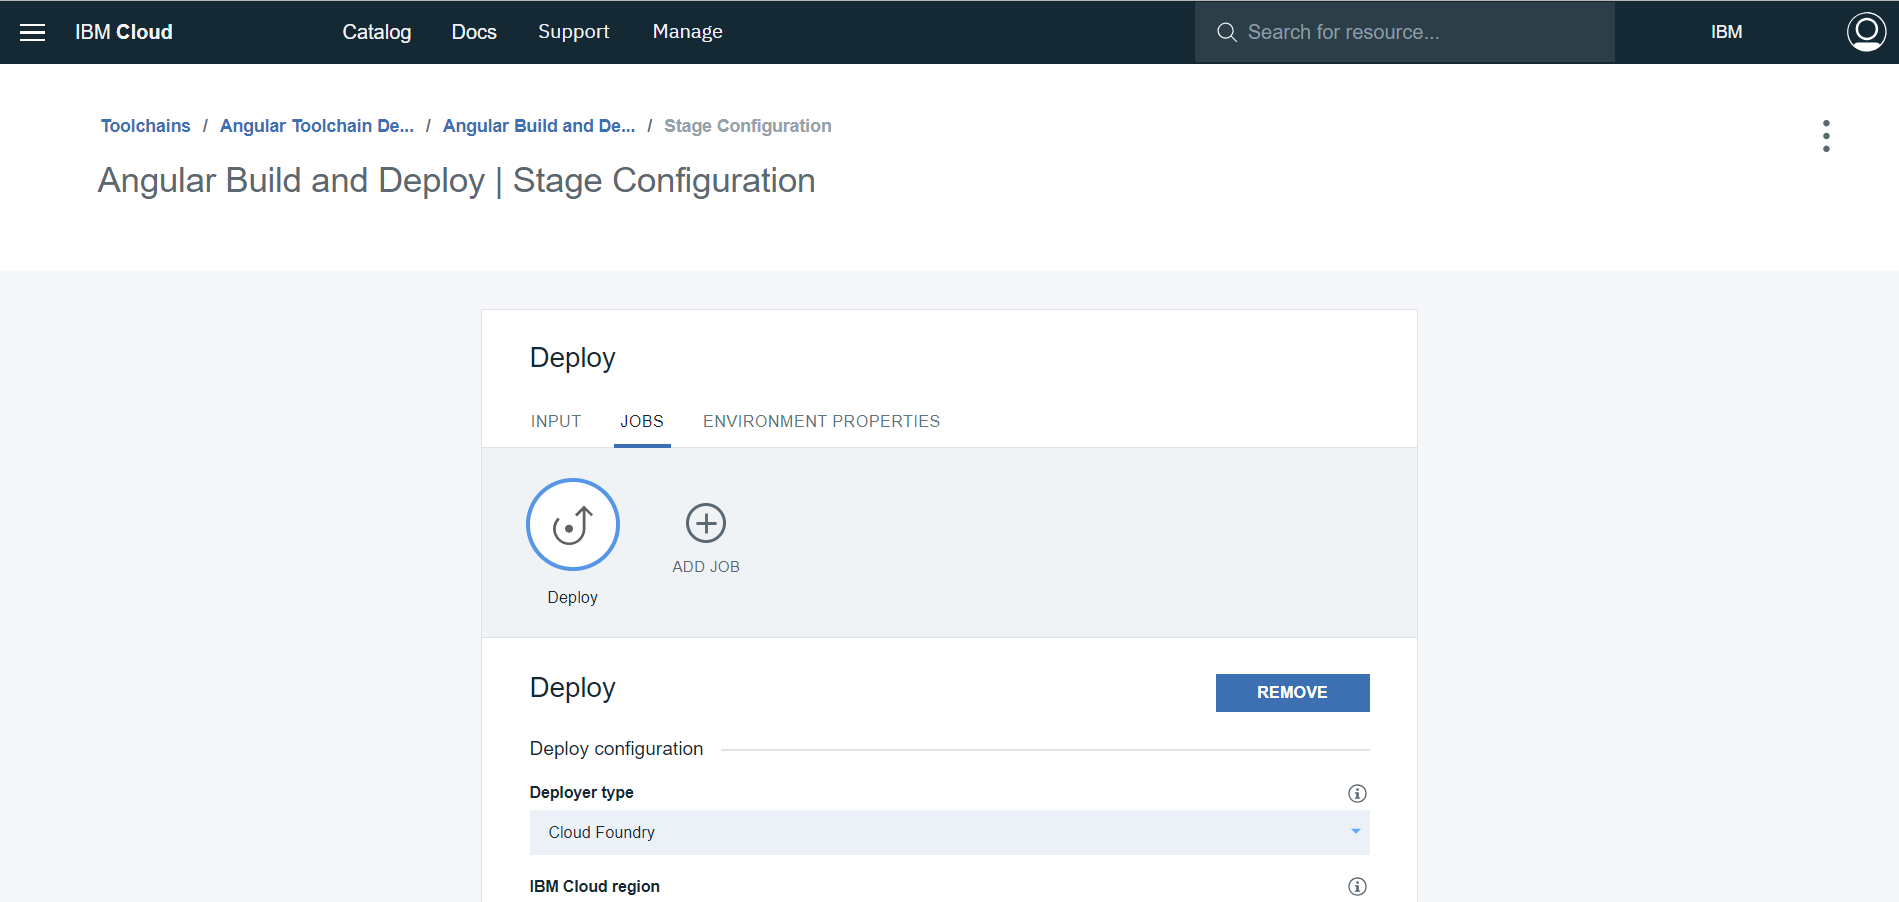 IBM Cloud Catalog Docs Support Manage Search for resource... IBM
Toolchains / Angular Toolchain De... / Angular Build and De... / Stage Configuration
Angular Build and Deploy | Stage Configuration
Deploy
INPUT JOBS ENVIRONMENT PROPERTIES
ADD JOB
Deploy
Deploy REMOVE
Deploy configuration
Deployer type
Cloud Foundry
IBM Cloud region